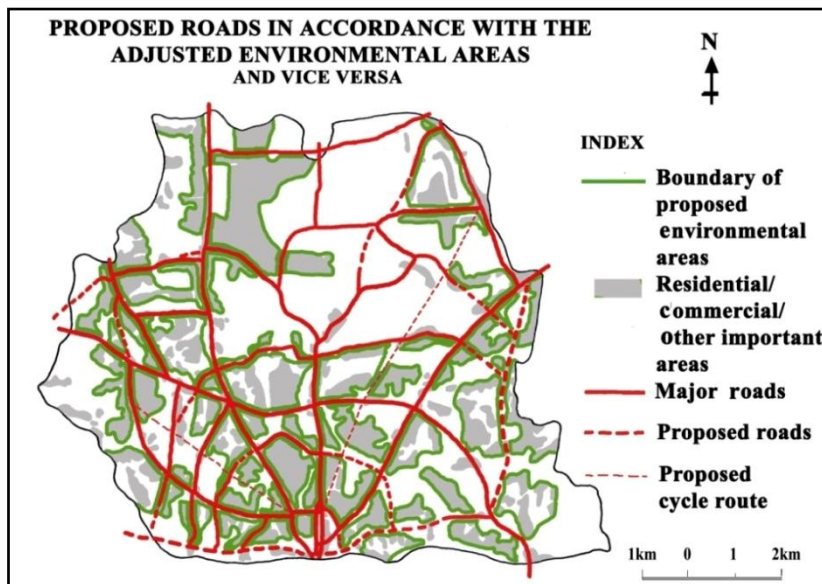 PROPOSED ROADS IN ACCORDANCE WITH THE
ADJUSTED ENVIRONMENTAL AREAS
AND VICE VERSA
N
INDEX
Boundary of
proposed
environmental
areas
Residential/
commercial/
other important
areas
Major roads
Proposed roads
Proposed
cycle route
1km 0 1 2km